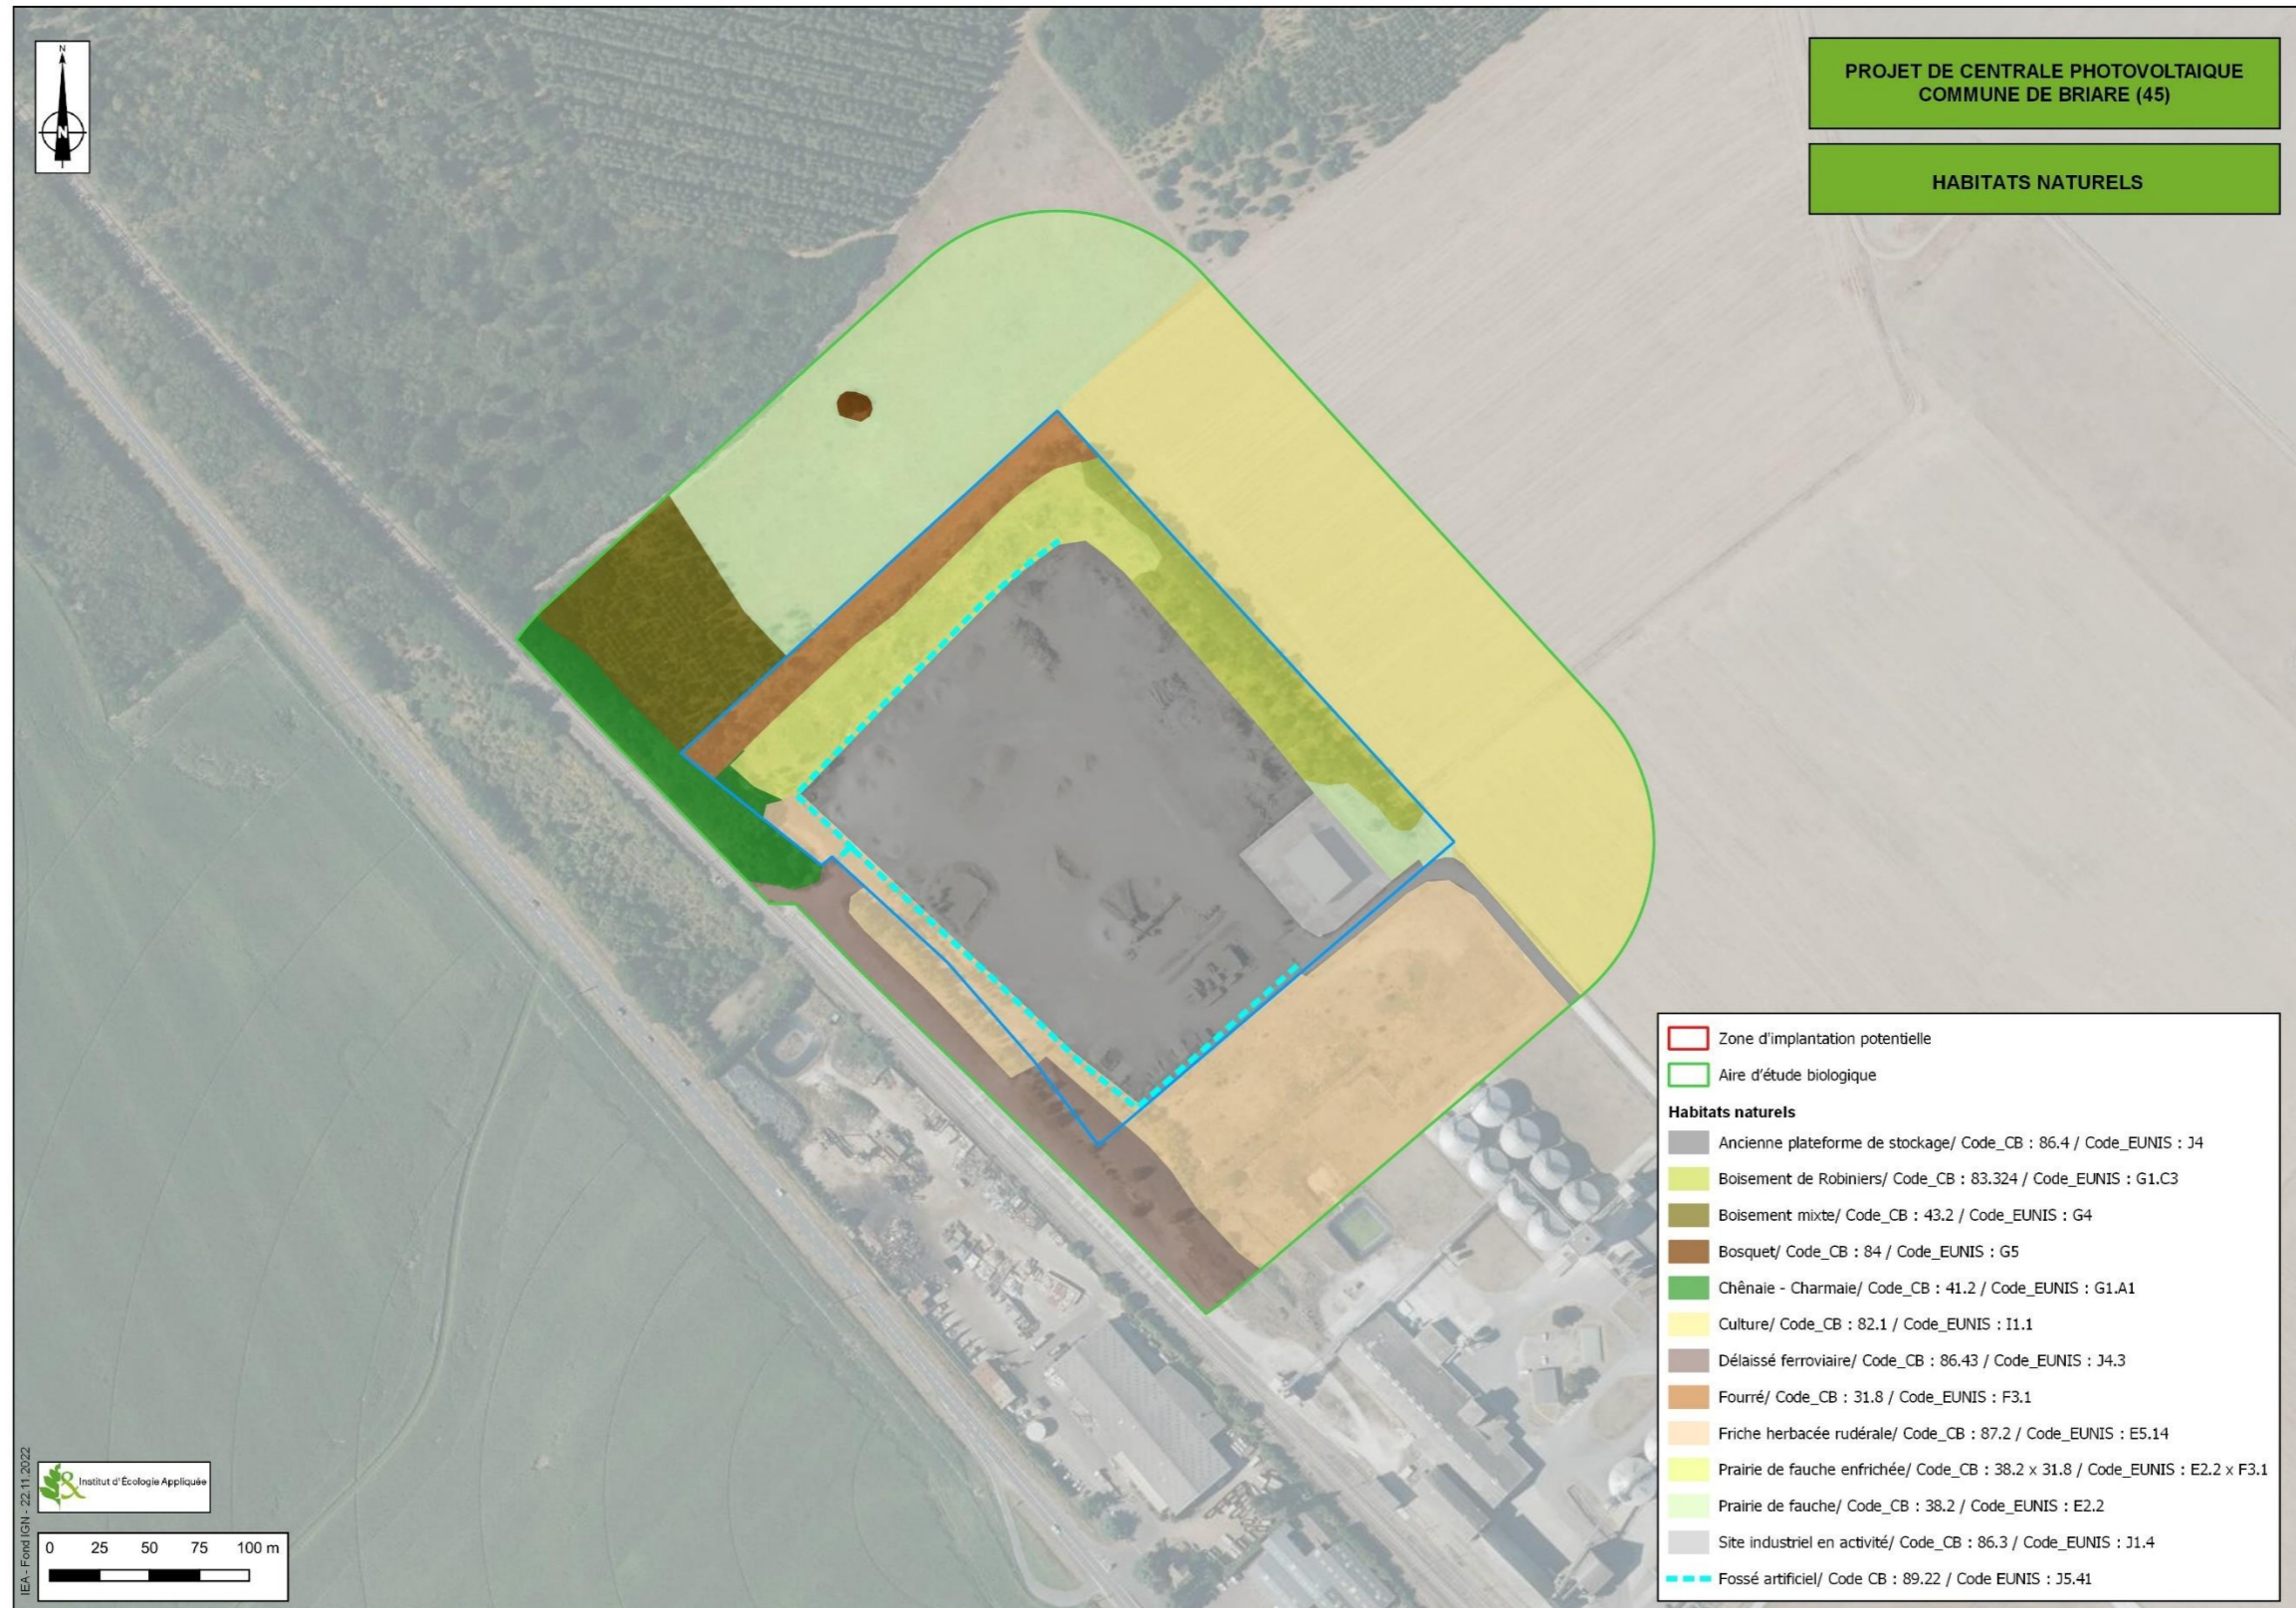 N
N
PROJET DE CENTRALE PHOTOVOLTAIQUE
COMMUNE DE BRIARE (45)
HABITATS NATURELS
Zone d'implantation potentielle
Aire d'étude biologique
Habitats naturels
Ancienne plateforme de stockage/ Code_CB : 86.4 / Code_EUNIS : J4
Boisement de Robiniers/ Code_CB : 83.324 / Code_EUNIS : G1.C3
Boisement mixte/ Code_CB : 43.2 / Code_EUNIS : G4
Bosquet/ Code_CB : 84 / Code_EUNIS : G5
Chênaie - Charmaie/ Code_CB : 41.2 / Code_EUNIS : G1.A1
Culture/ Code_CB : 82.1 / Code_EUNIS : I1.1
Délaissé ferroviaire/ Code_CB : 86.43 / Code_EUNIS : J4.3
Fourré/ Code_CB : 31.8 / Code_EUNIS : F3.1
Friche herbacée rudérale/ Code_CB : 87.2 / Code_EUNIS : E5.14
Prairie de fauche enfrichée/ Code_CB : 38.2 x 31.8 / Code_EUNIS : E2.2 x F3.1
Prairie de fauche/ Code_CB : 38.2 / Code_EUNIS : E2.2
Site industriel en activité/ Code_CB : 86.3 / Code_EUNIS : J1.4
Fossé artificiel/ Code CB : 89.22 / Code EUNIS : J5.41
IEA - Fond IGN - 22.11.2022
Institut d'Écologie Appliquée
0 25 50 75 100 m